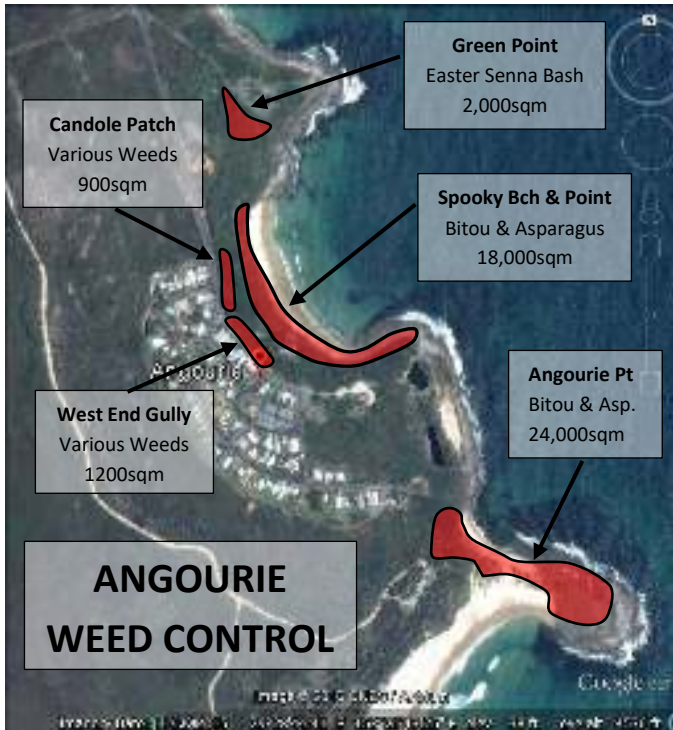 Green Point
Easter Senna Bash
2,000sqm
Candole Patch
Various Weeds
900sqm
Spooky Bch & Point
Bitou & Asparagus
18,000sqm
Angourie
Angourie Pt
Bitou & Asp.
24,000sqm
West End Gully
Various Weeds
1200sqm
ANGOURIE
WEED CONTROL
Google